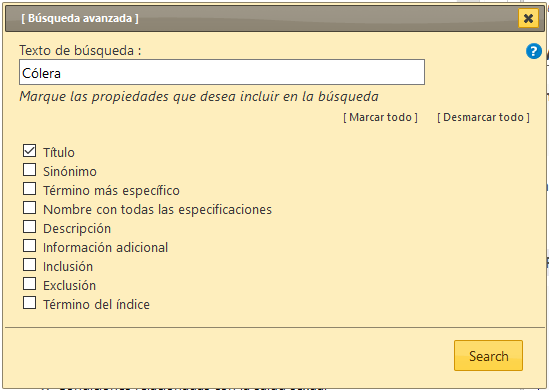 [ Búsqueda avanzada ]
Texto de búsqueda :
Cólera
Marque las propiedades que desea incluir en la búsqueda
[ Marcar todo ] [ Desmarcar todo ]
Título
Sinónimo
Término más específico
Nombre con todas las especificaciones
Descripción
Información adicional
Inclusión
Exclusión
Término del índice
Search